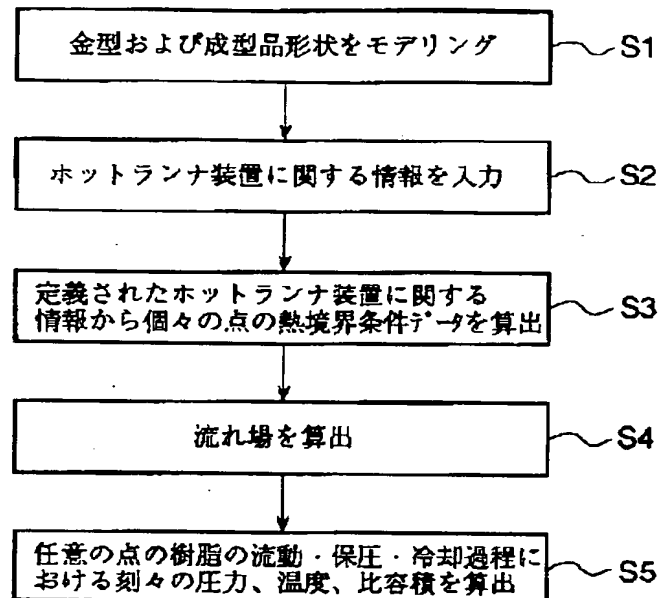 金型および成型品形状をモデリング
S1
ホットランナ装置に関する情報を入力
S2
定義されたホットランナ装置に関する
情報から個々の点の熱境界条件データを算出
S3
流れ場を算出
S4
任意の点の樹脂の流動・保圧・冷却過程に
おける刻々の圧力、温度、比容積を算出
S5